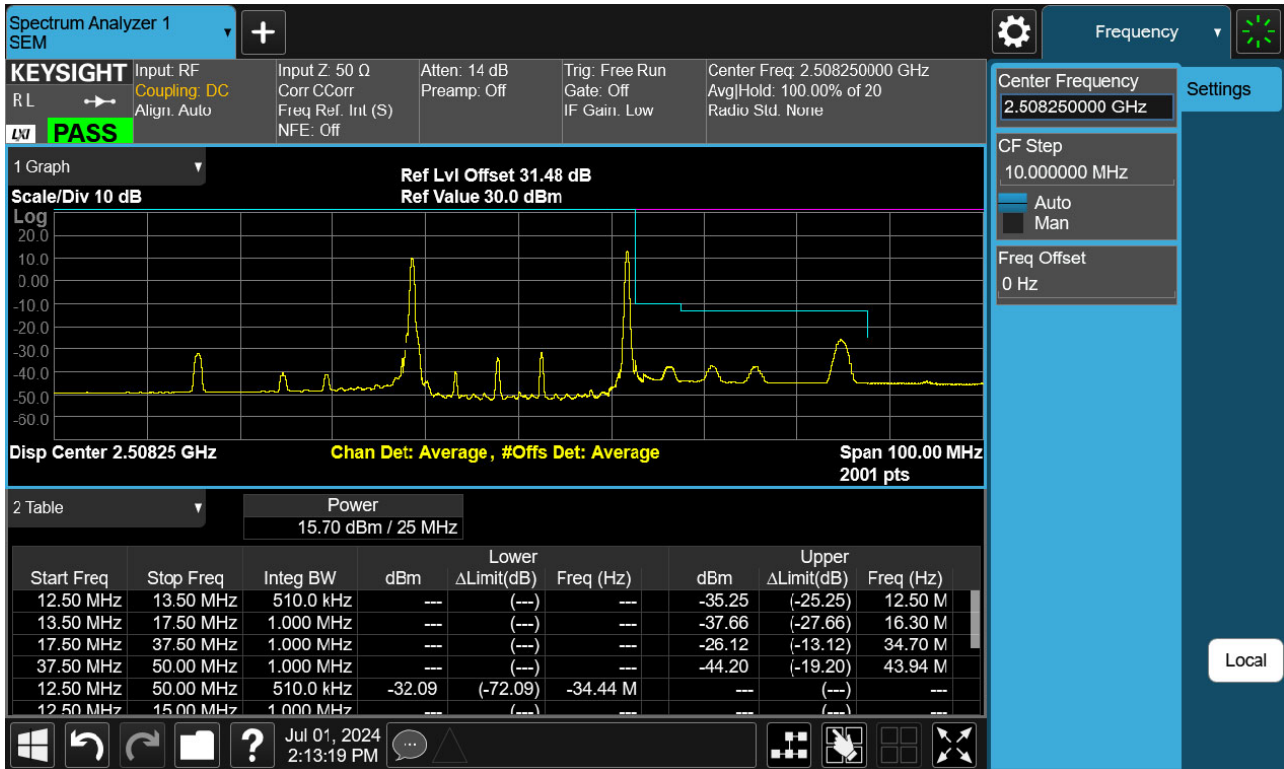 Spectrum Analyzer 1
SEM
+
Frequency
KEYSIGHT
R L
LXI
PASS
Input: RF
Coupling: DC
Align: Auto
Input Z: 50 Ω
Corr CCorr
Freq Ref: Int (S)
NFE: Off
Atten: 14 dB
Preamp: Off
Trig: Free Run
Gate: Off
IF Gain: Low
Center Freq: 2.508250000 GHz
Avg|Hold: 100.00% of 20
Radio Std: None
Center Frequency
2.508250000 GHz
Settings
CF Step
10.000000 MHz
Auto
Man
Freq Offset
0 Hz
1 Graph
Scale/Div 10 dB
Ref Lvl Offset 31.48 dB
Ref Value 30.0 dBm
Log
20.0
10.0
0.00
-10.0
-20.0
-30.0
-40.0
-50.0
-60.0
Disp Center 2.50825 GHz
Chan Det: Average, #Offs Det: Average
Span 100.00 MHz
2001 pts
2 Table
Power
15.70 dBm / 25 MHz
Lower Upper
Start Freq Stop Freq Integ BW dBm ΔLimit(dB) Freq (Hz) dBm ΔLimit(dB) Freq (Hz)
12.50 MHz 13.50 MHz 510.0 kHz --- (---) --- -35.25 (-25.25) 12.50 M
13.50 MHz 17.50 MHz 1.000 MHz --- (---) --- -37.66 (-27.66) 16.30 M
17.50 MHz 37.50 MHz 1.000 MHz --- (---) --- -26.12 (-13.12) 34.70 M
37.50 MHz 50.00 MHz 1.000 MHz --- (---) --- -44.20 (-19.20) 43.94 M
12.50 MHz 50.00 MHz 510.0 kHz -32.09 (-72.09) -34.44 M --- (---) ---
12.50 MHz 15.00 MHz 1.000 MHz --- (---) --- --- (---) ---
Local
?
Jul 01, 2024
2:13:19 PM